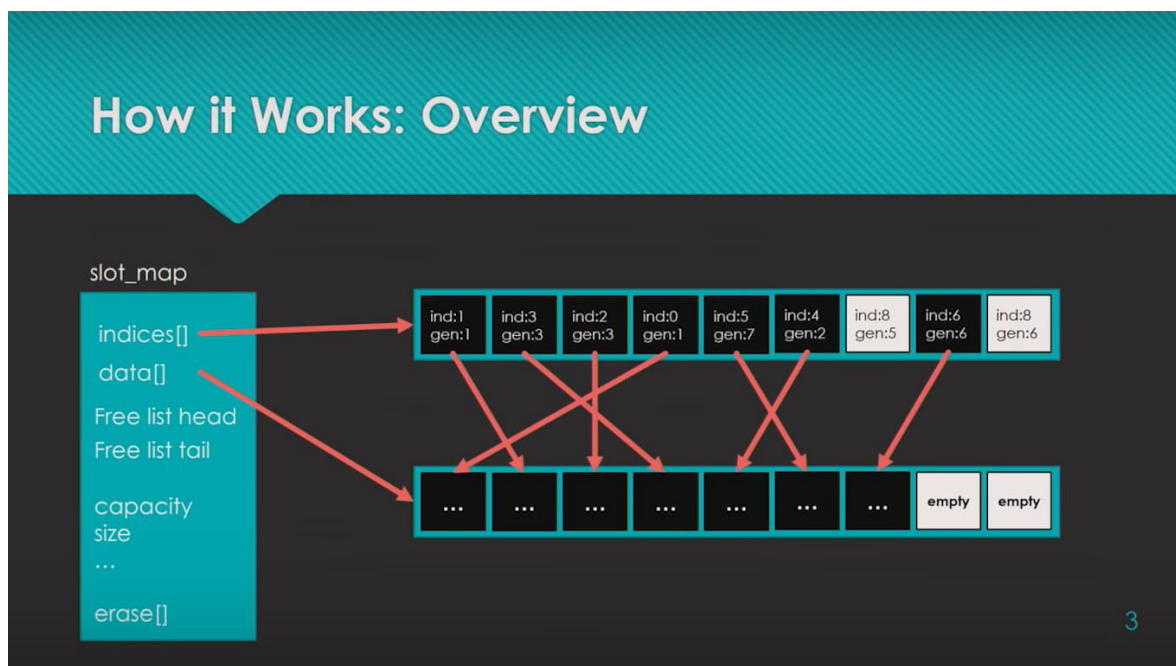 How it Works: Overview
slot_map
indices[]
data[]
Free list head
Free list tail
capacity
size
...
erase[]
ind:1 ind:3 ind:2 ind:0 ind:5 ind:4 ind:8 ind:6 ind:8
gen:1 gen:3 gen:3 gen:1 gen:7 gen:2 gen:5 gen:6 gen:6
... ... ... ... ... ... ... empty empty
3